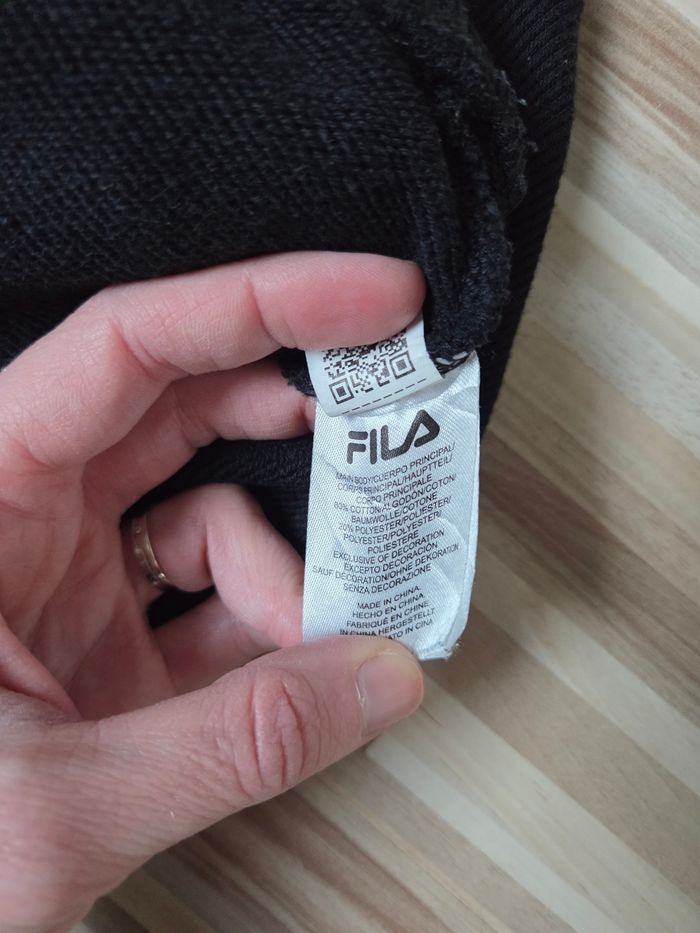 FILA
MAIN BODY/CUERPO PRINCIPAL/
CORPS PRINCIPAL/HAUPTTEIL/
CORPO PRINCIPALE
80% COTTON/ALGODÓN/COTON/
BAUMWOLLE/COTONE
20% POLYESTER/POLIÉSTER/
POLYESTER/POLYESTER/
POLIESTERE
EXCLUSIVE OF DECORATION
EXCEPTO DECORACIÓN
SAUF DÉCORATION/OHNE DEKORATION
SENZA DECORAZIONE
MADE IN CHINA.
HECHO EN CHINA.
FABRIQUÉ EN CHINE.
IN CHINA HERGESTELLT
IN CINA